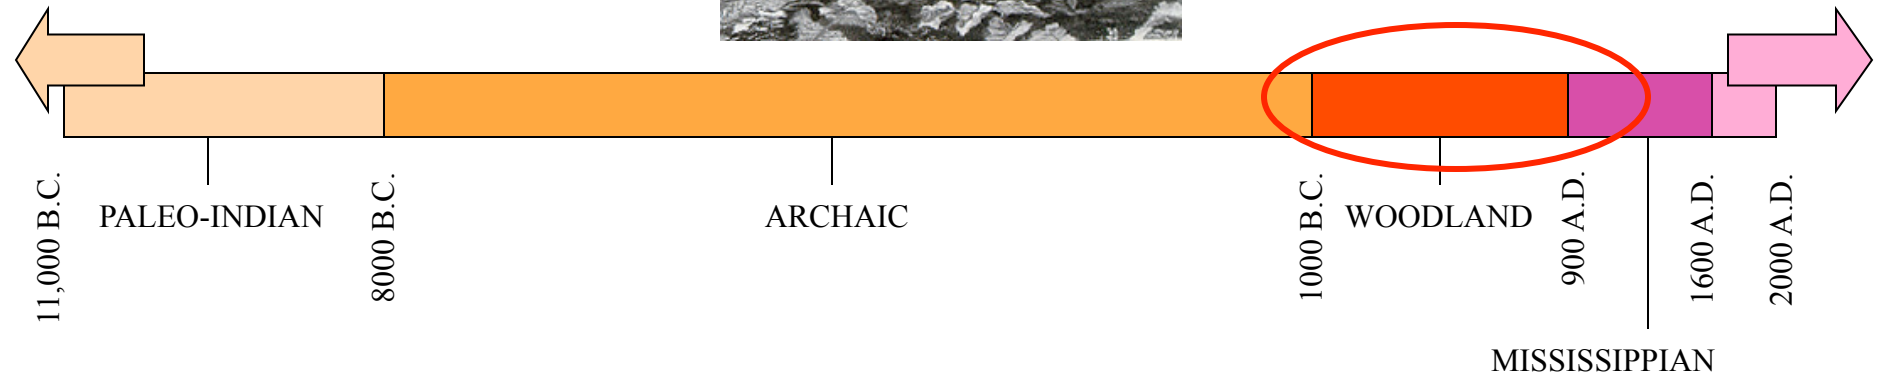 11,000 B.C.
PALEO-INDIAN
8000 B.C.
ARCHAIC
1000 B.C.
WOODLAND
900 A.D.
1600 A.D.
2000 A.D.
MISSISSIPPIAN